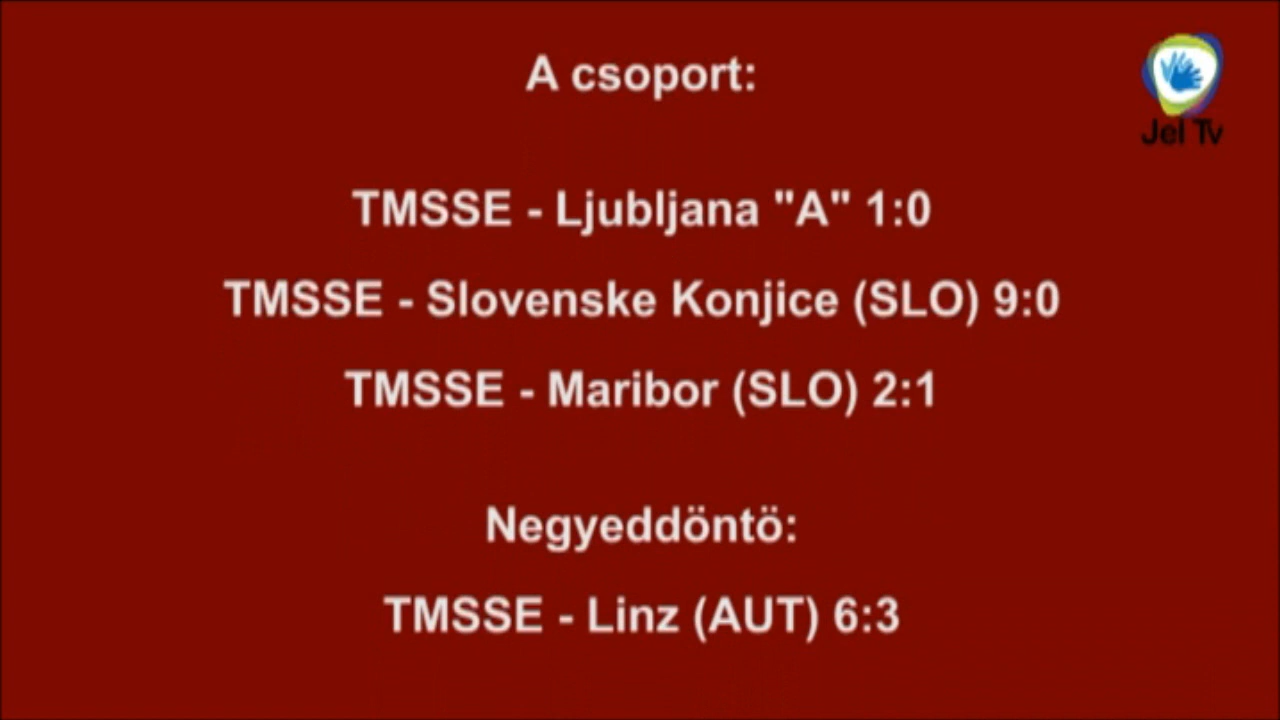 A csoport:
Jel Tv
TMSSE - Ljubljana "A" 1:0
TMSSE - Slovenske Konjice (SLO) 9:0
TMSSE - Maribor (SLO) 2:1
Negyeddöntö:
TMSSE - Linz (AUT) 6:3